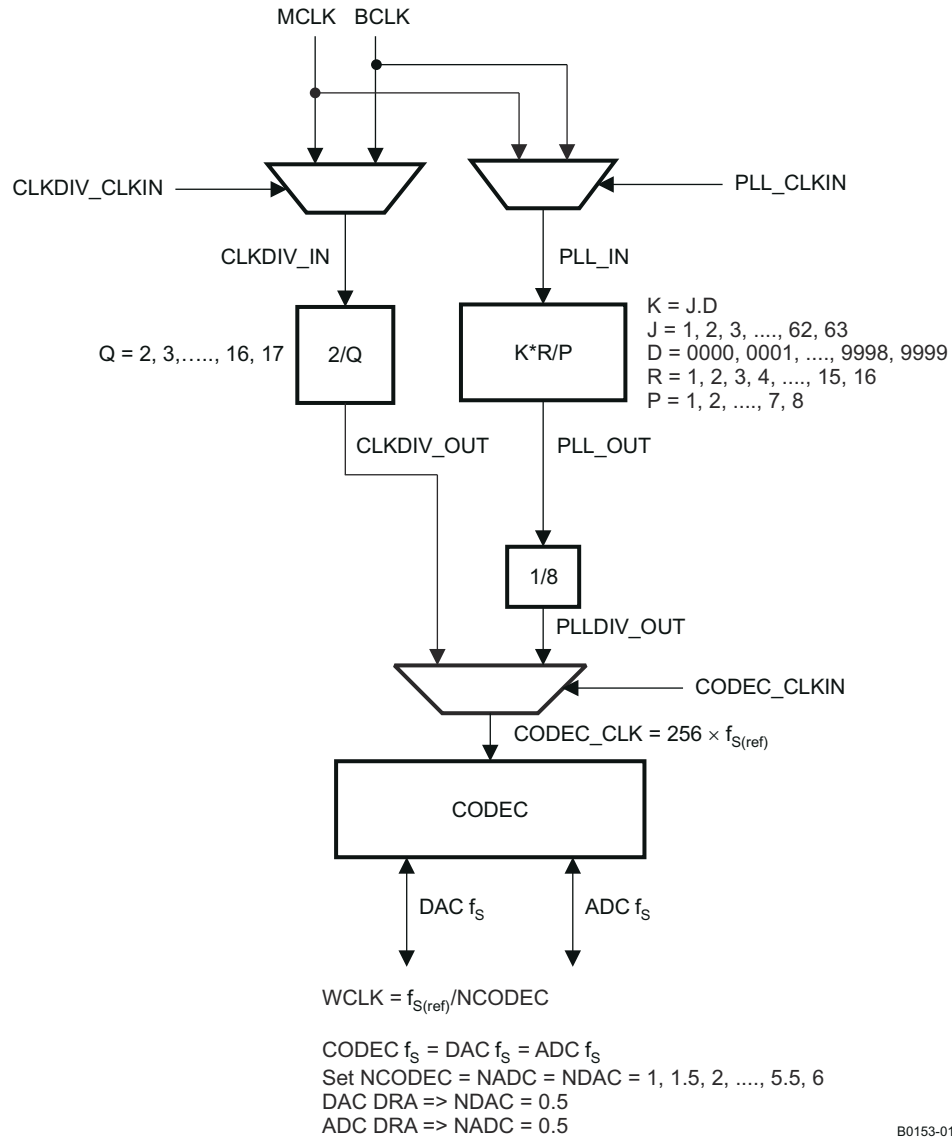 MCLK BCLK
CLKDIV_CLKIN
PLL_CLKIN
CLKDIV_IN
PLL_IN
Q = 2, 3,....., 16, 17
2/Q
K*R/P
K = J.D
J = 1, 2, 3, ...., 62, 63
D = 0000, 0001, ...., 9998, 9999
R = 1, 2, 3, 4, ...., 15, 16
P = 1, 2, ...., 7, 8
CLKDIV_OUT
PLL_OUT
1/8
PLLDIV_OUT
CODEC_CLKIN
CODEC_CLK = 256 × fS(ref)
CODEC
DAC fS
ADC fS
WCLK = fS(ref)/NCODEC
CODEC fS = DAC fS = ADC fS
Set NCODEC = NADC = NDAC = 1, 1.5, 2, ...., 5.5, 6
DAC DRA => NDAC = 0.5
ADC DRA => NADC = 0.5
B0153-01